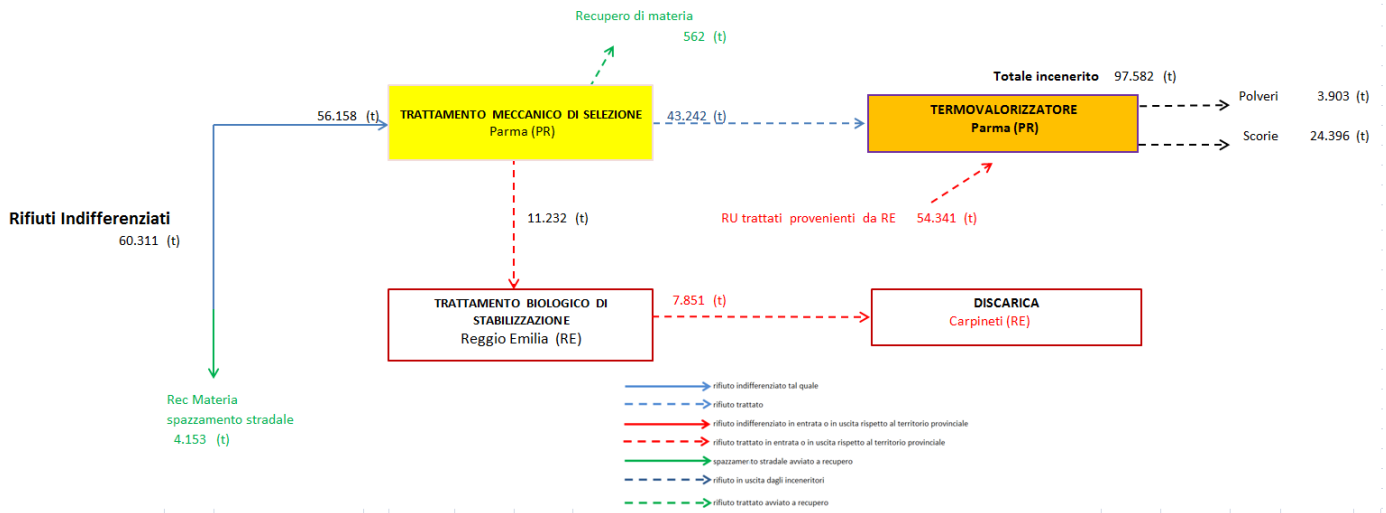 Recupero di materia
562 (t)
Totale incenerito 97.582 (t)
56.158 (t)
TRATTAMENTO MECCANICO DI SELEZIONE
Parma (PR)
43.242 (t)
TERMOVALORIZZATORE
Parma (PR)
Polveri 3.903 (t)
Scorie 24.396 (t)
Rifiuti Indifferenziati
60.311 (t)
11.232 (t)
RU trattati provenienti da RE 54.341 (t)
TRATTAMENTO BIOLOGICO DI
STABILIZZAZIONE
Reggio Emilia (RE)
7.851 (t)
DISCARICA
Carpineti (RE)
Rec Materia
spazzamento stradale
4.153 (t)
rifiuto indifferenziato tal quale
rifiuto trattato
rifiuto indifferenziato in entrata o in uscita rispetto al territorio provinciale
rifiuto trattato in entrata o in uscita rispetto al territorio provinciale
spazzamento stradale avviato a recupero
rifiuto in uscita dagli inceneritori
rifiuto trattato avviato a recupero